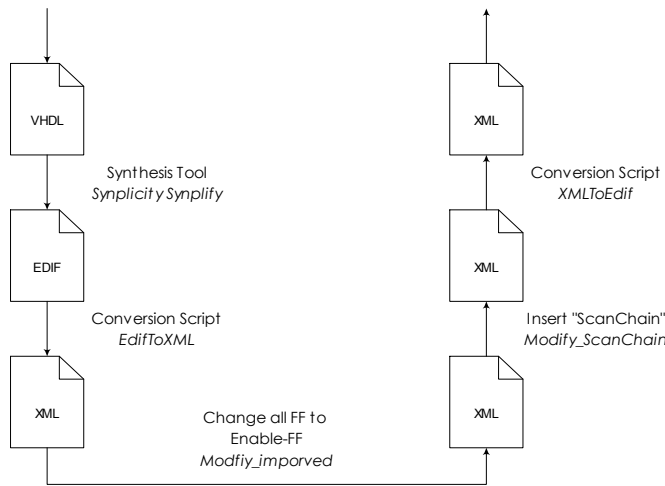 VHDL
Synthesis Tool
Synplicity Synplify
EDIF
Conversion Script
EdifToXML
XML
Change all FF to
Enable-FF
Modfiy_imporved
XML
Insert "ScanChain"
Modify_ScanChain
XML
Conversion Script
XMLToEdif
XML